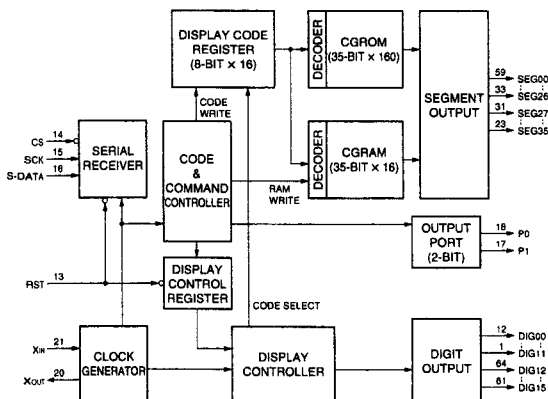 DISPLAY CODE
REGISTER
(8-BIT × 16)
DECODER
CGROM
(35-BIT × 160)
SEGMENT
OUTPUT
59 SEG00
33 SEG26
31 SEG27
23 SEG35
CODE
WRITE
CS 14
SCK 15
S-DATA 16
SERIAL
RECEIVER
CODE
&
COMMAND
CONTROLLER
DECODER
CGRAM
(35-BIT × 16)
RAM
WRITE
OUTPUT
PORT
(2-BIT)
18 P0
17 P1
RST 13
DISPLAY
CONTROL
REGISTER
CODE SELECT
XIN 21
XOUT 20
CLOCK
GENERATOR
DISPLAY
CONTROLLER
DIGIT
OUTPUT
12 DIG00
1 DIG11
64 DIG12
61 DIG15